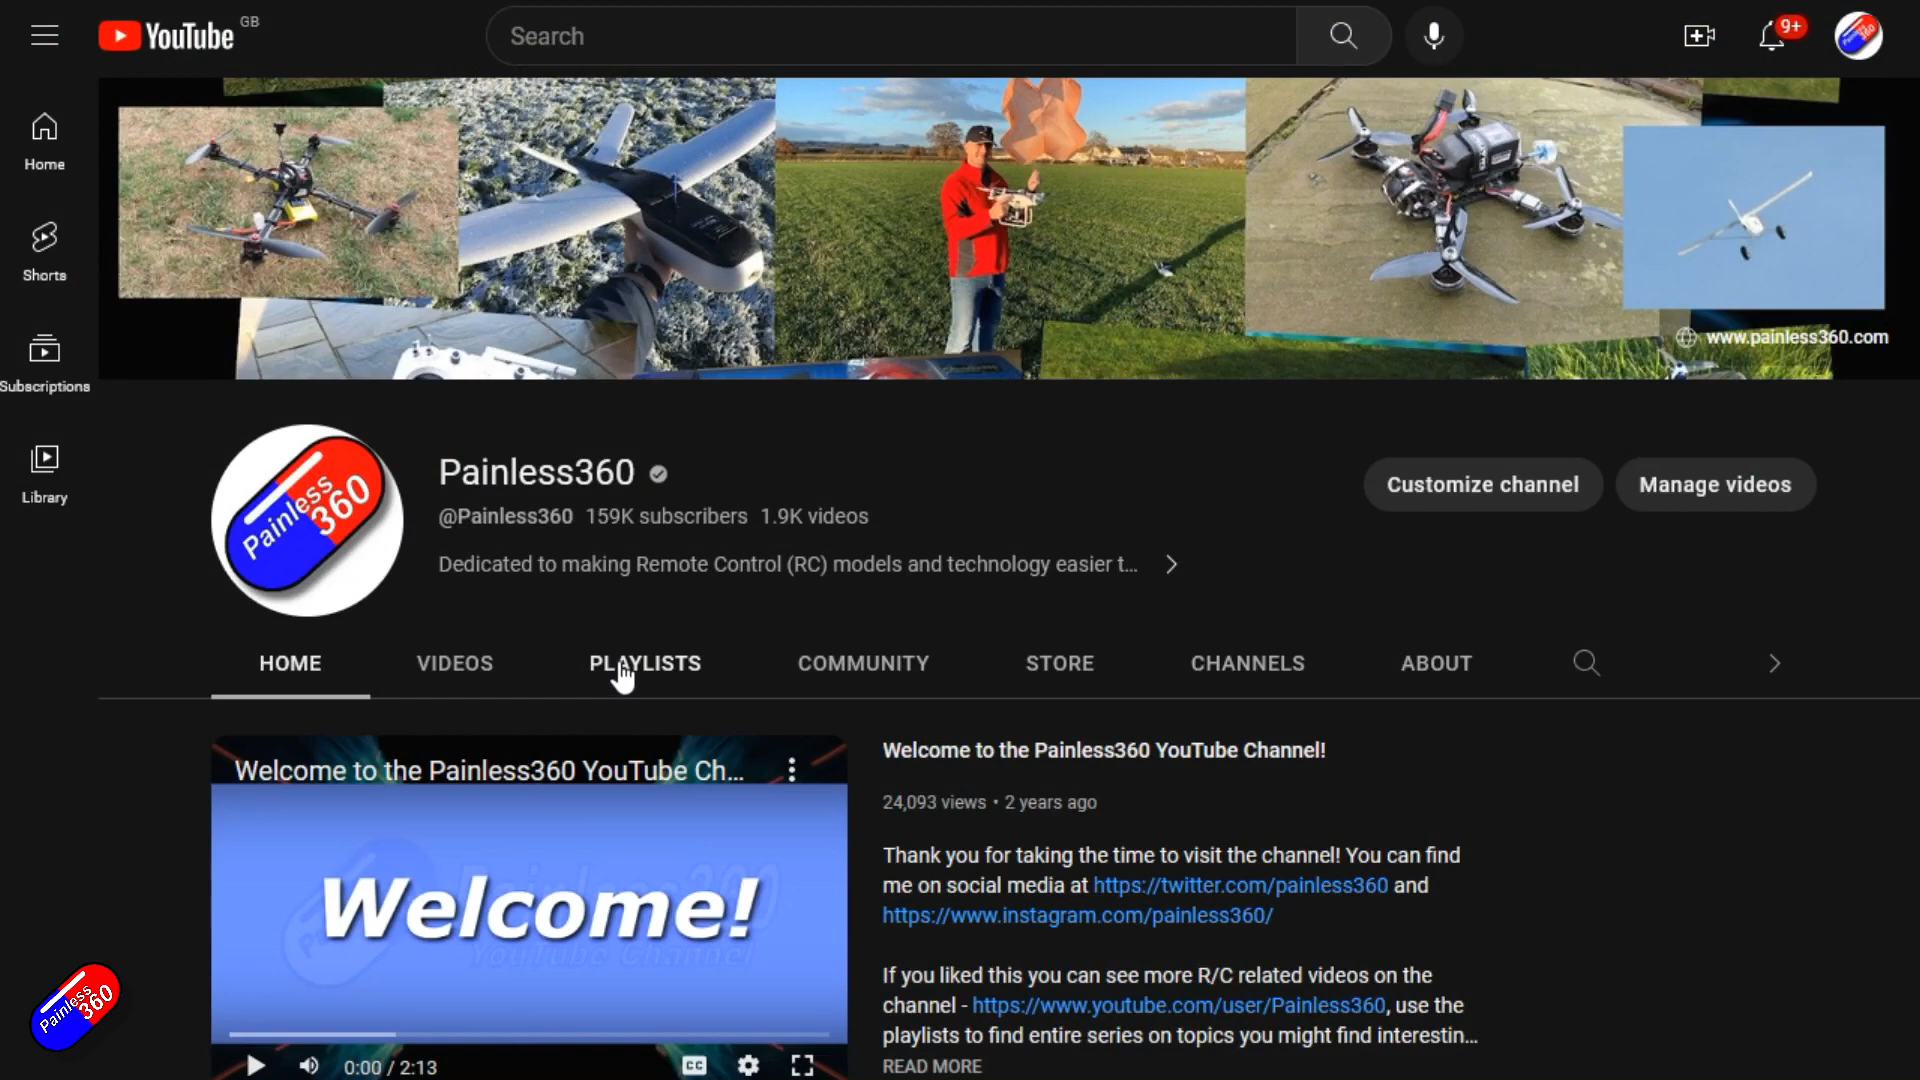 YouTube GB
Search
9+
Home
Shorts
Subscriptions
Library
www.painless360.com
Painless 360
Painless360
@Painless360 159K subscribers 1.9K videos
Dedicated to making Remote Control (RC) models and technology easier t...
Customize channel
Manage videos
HOME VIDEOS PLAYLISTS COMMUNITY STORE CHANNELS ABOUT
Welcome to the Painless360 YouTube Ch...
Welcome!
YouTube Channel
0:00 / 2:13
CC
Welcome to the Painless360 YouTube Channel!
24,093 views • 2 years ago
Thank you for taking the time to visit the channel! You can find
me on social media at https://twitter.com/painless360 and
https://www.instagram.com/painless360/
If you liked this you can see more R/C related videos on the
channel - https://www.youtube.com/user/Painless360, use the
playlists to find entire series on topics you might find interestin...
READ MORE
Painless 360